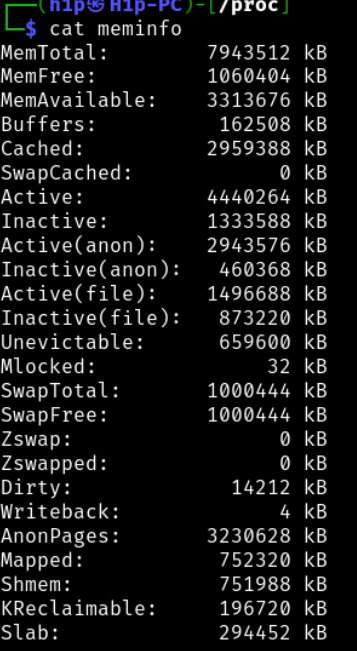 ┌──(h1p㉿H1p-PC)-[/proc]
└─$ cat meminfo
MemTotal:        7943512 kB
MemFree:         1060404 kB
MemAvailable:    3313676 kB
Buffers:          162508 kB
Cached:          2959388 kB
SwapCached:            0 kB
Active:          4440264 kB
Inactive:        1333588 kB
Active(anon):    2943576 kB
Inactive(anon):   460368 kB
Active(file):    1496688 kB
Inactive(file):   873220 kB
Unevictable:      659600 kB
Mlocked:              32 kB
SwapTotal:       1000444 kB
SwapFree:        1000444 kB
Zswap:                 0 kB
Zswapped:              0 kB
Dirty:             14212 kB
Writeback:             4 kB
AnonPages:       3230628 kB
Mapped:           752320 kB
Shmem:            751988 kB
KReclaimable:     196720 kB
Slab:             294452 kB